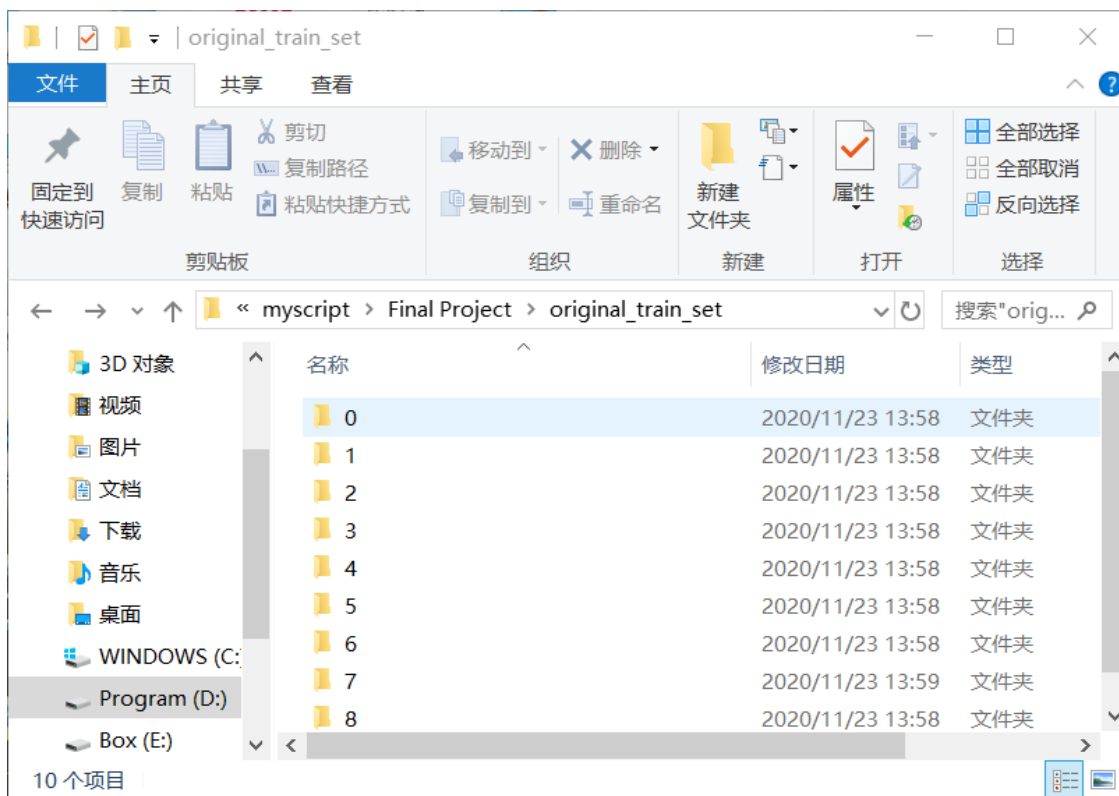 original_train_set
文件 主页 共享 查看
固定到快速访问
复制
粘贴
剪切
复制路径
粘贴快捷方式
剪贴板
移动到
复制到
删除
重命名
组织
新建文件夹
新建
属性
打开
全部选择
全部取消
反向选择
选择
« myscript › Final Project › original_train_set
搜索"orig...
3D 对象
视频
图片
文档
下载
音乐
桌面
WINDOWS (C:
Program (D:)
Box (E:)
名称 修改日期 类型
0 2020/11/23 13:58 文件夹
1 2020/11/23 13:58 文件夹
2 2020/11/23 13:58 文件夹
3 2020/11/23 13:58 文件夹
4 2020/11/23 13:58 文件夹
5 2020/11/23 13:58 文件夹
6 2020/11/23 13:58 文件夹
7 2020/11/23 13:59 文件夹
8 2020/11/23 13:58 文件夹
10 个项目